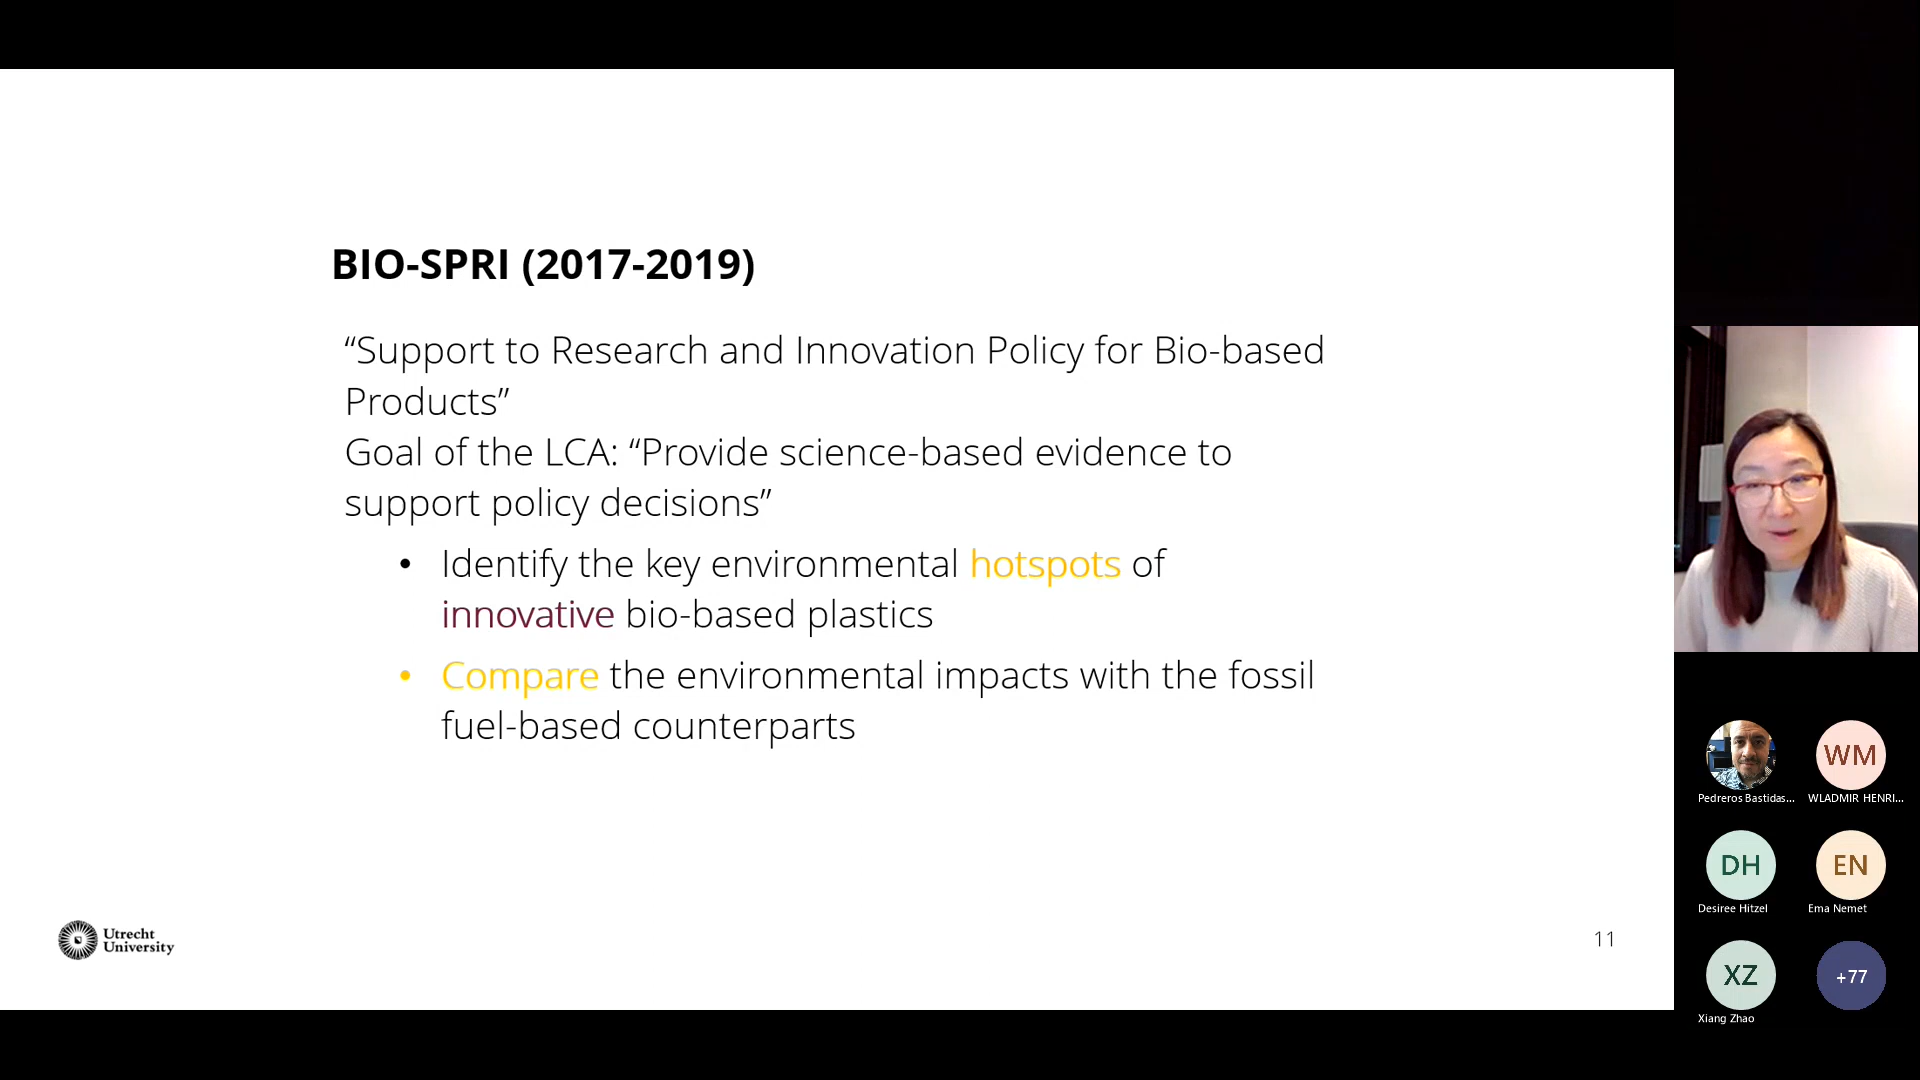 BIO-SPRI (2017-2019)
“Support to Research and Innovation Policy for Bio-based
Products”
Goal of the LCA: “Provide science-based evidence to
support policy decisions”
• Identify the key environmental hotspots of
innovative bio-based plastics
• Compare the environmental impacts with the fossil
fuel-based counterparts
Utrecht
University
11
WM
Pedreros Bastidas...
WLADMIR HENRI...
DH
EN
Desiree Hitzel
Ema Nemet
XZ
+77
Xiang Zhao